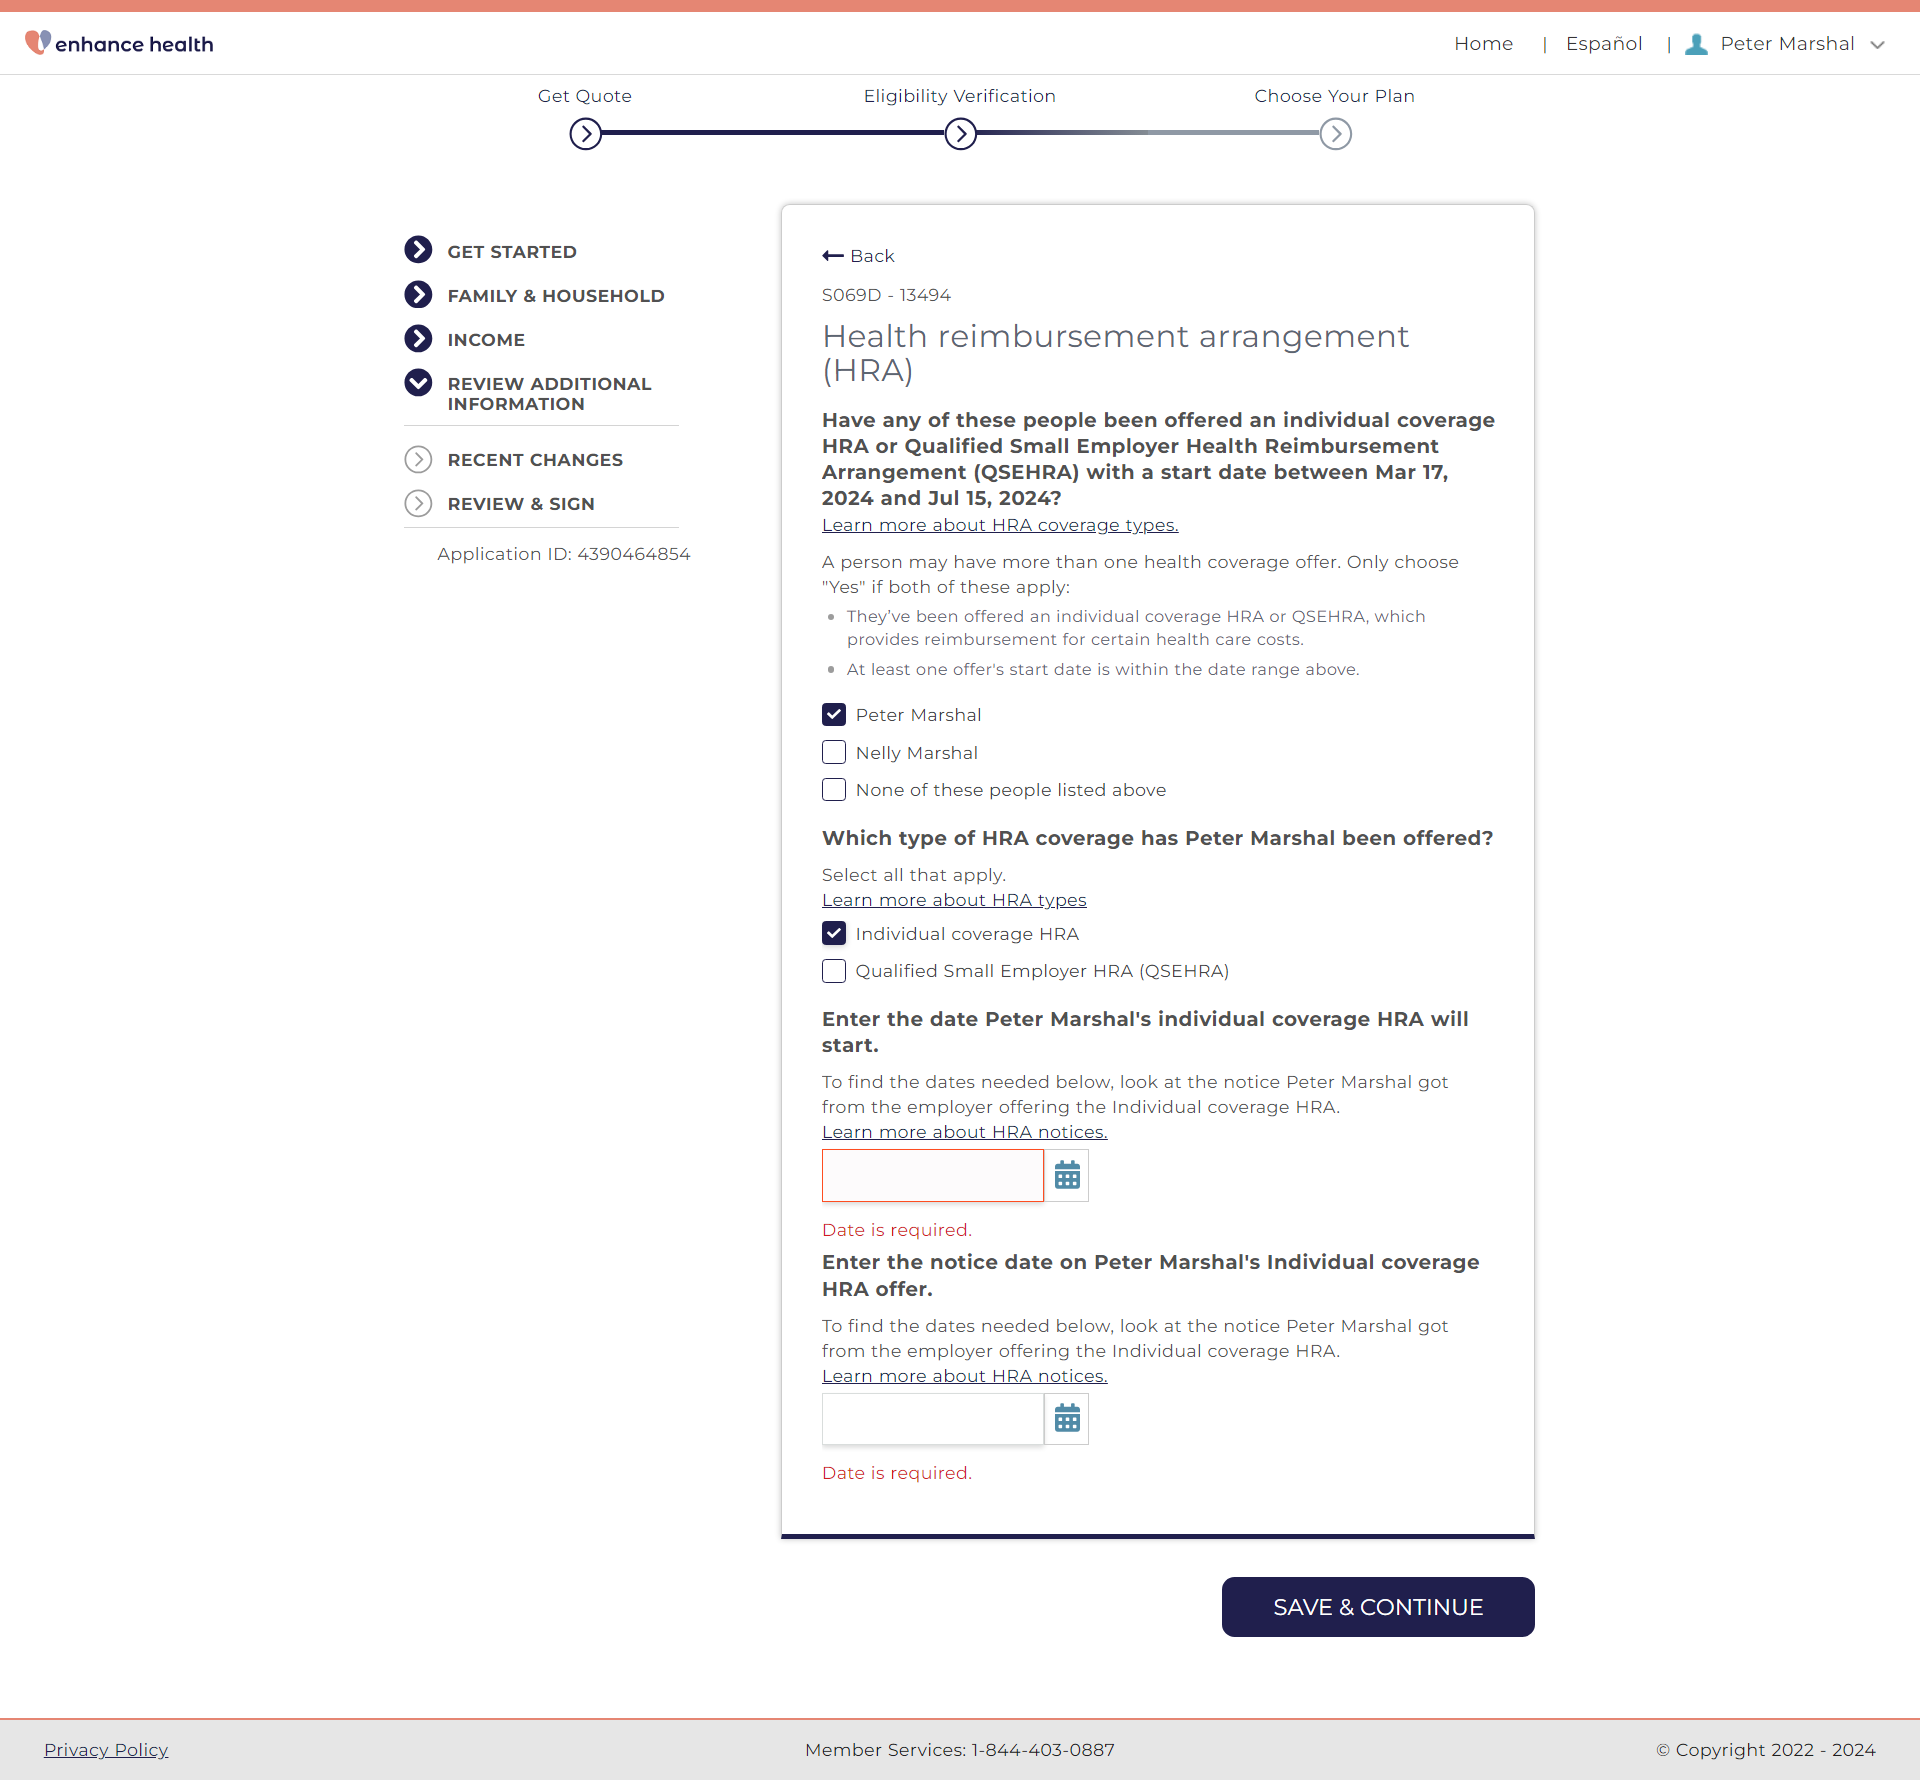 enhance health
Home | Español | Peter Marshal
Get Quote
Eligibility Verification
Choose Your Plan
GET STARTED
FAMILY & HOUSEHOLD
INCOME
REVIEW ADDITIONAL
INFORMATION
RECENT CHANGES
REVIEW & SIGN
Application ID: 4390464854
Back
S069D - 13494
Health reimbursement arrangement
(HRA)
Have any of these people been offered an individual coverage
HRA or Qualified Small Employer Health Reimbursement
Arrangement (QSEHRA) with a start date between Mar 17,
2024 and Jul 15, 2024?
Learn more about HRA coverage types.
A person may have more than one health coverage offer. Only choose
"Yes" if both of these apply:
• They’ve been offered an individual coverage HRA or QSEHRA, which
provides reimbursement for certain health care costs.
• At least one offer's start date is within the date range above.
Peter Marshal
Nelly Marshal
None of these people listed above
Which type of HRA coverage has Peter Marshal been offered?
Select all that apply.
Learn more about HRA types
Individual coverage HRA
Qualified Small Employer HRA (QSEHRA)
Enter the date Peter Marshal's individual coverage HRA will
start.
To find the dates needed below, look at the notice Peter Marshal got
from the employer offering the Individual coverage HRA.
Learn more about HRA notices.
Date is required.
Enter the notice date on Peter Marshal's Individual coverage
HRA offer.
To find the dates needed below, look at the notice Peter Marshal got
from the employer offering the Individual coverage HRA.
Learn more about HRA notices.
Date is required.
SAVE & CONTINUE
Privacy Policy
Member Services: 1-844-403-0887
© Copyright 2022 - 2024